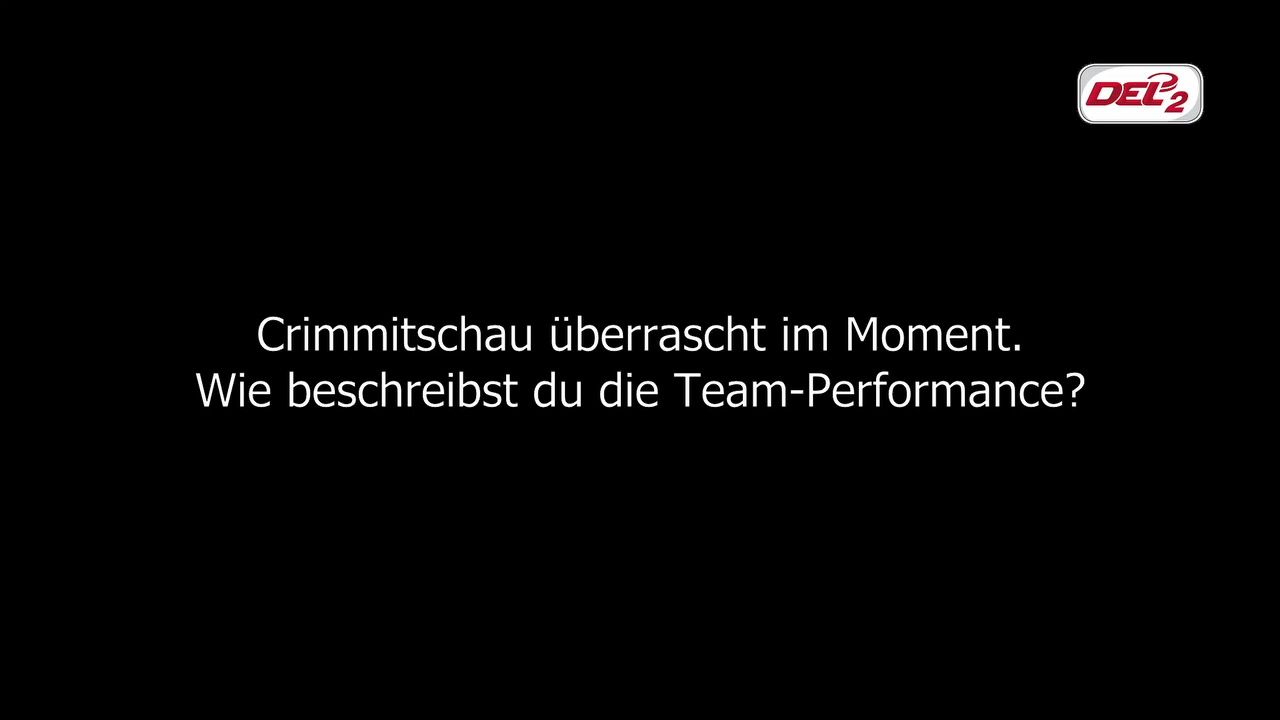 DEL2
Crimmitschau überrascht im Moment.
Wie beschreibst du die Team-Performance?